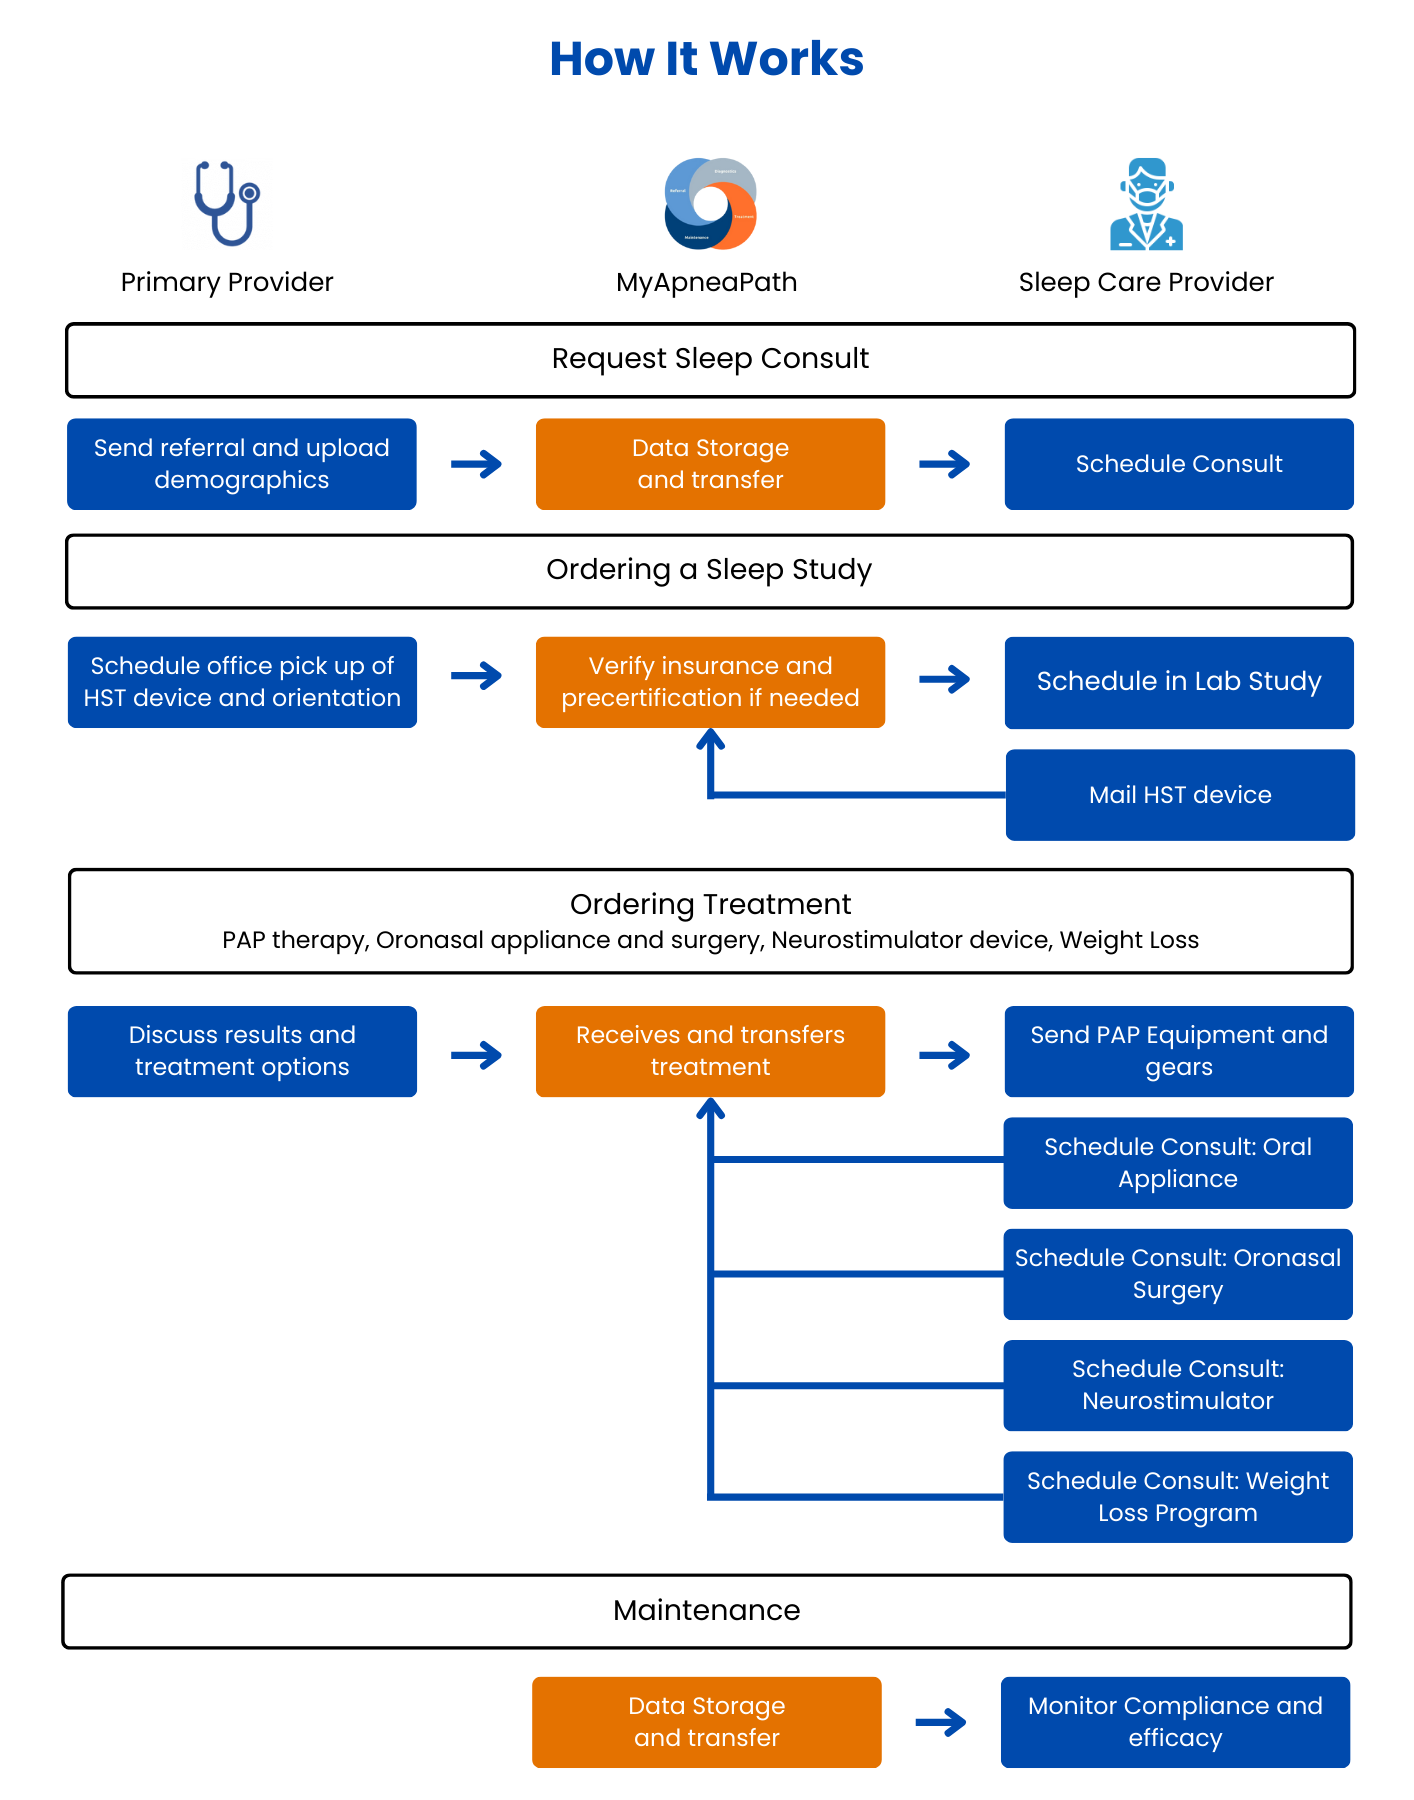 How It Works
Referral
Diagnostics
Treatment
Maintenance
Primary Provider
MyApneaPath
Sleep Care Provider
Request Sleep Consult
Send referral and upload
demographics
Data Storage
and transfer
Schedule Consult
Ordering a Sleep Study
Schedule office pick up of
HST device and orientation
Verify insurance and
precertification if needed
Schedule in Lab Study
Mail HST device
Ordering Treatment
PAP therapy, Oronasal appliance and surgery, Neurostimulator device, Weight Loss
Discuss results and
treatment options
Receives and transfers
treatment
Send PAP Equipment and
gears
Schedule Consult: Oral
Appliance
Schedule Consult: Oronasal
Surgery
Schedule Consult:
Neurostimulator
Schedule Consult: Weight
Loss Program
Maintenance
Data Storage
and transfer
Monitor Compliance and
efficacy